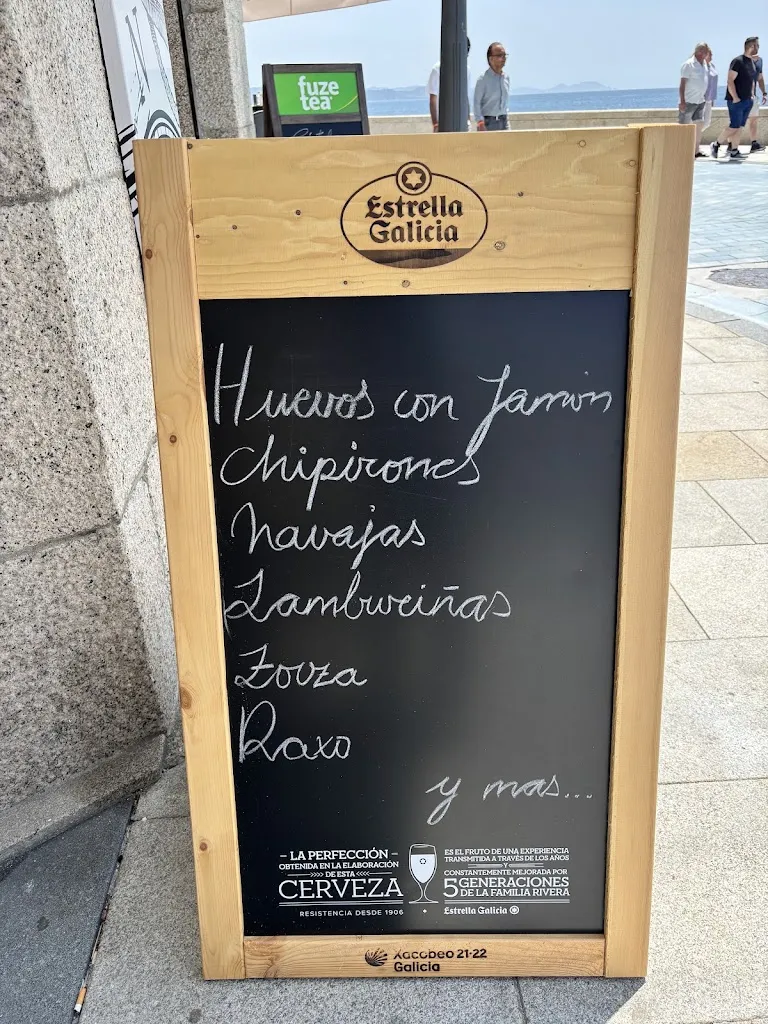 fuze
tea
Estrella
Galicia
Huevos con Jamón
Chipirones
Navajas
Zamburiñas
Zorza
Raxo
y mas...
– LA PERFECCIÓN –
OBTENIDA EN LA ELABORACIÓN
DE ESTA
CERVEZA
RESISTENCIA DESDE 1906
ES EL FRUTO DE UNA EXPERIENCIA
TRANSMITIDA A TRAVÉS DE LOS AÑOS
Y
CONSTANTEMENTE MEJORADA POR
5 GENERACIONES
DE LA FAMILIA RIVERA
Estrella Galicia
Xacobeo 21·22
Galicia